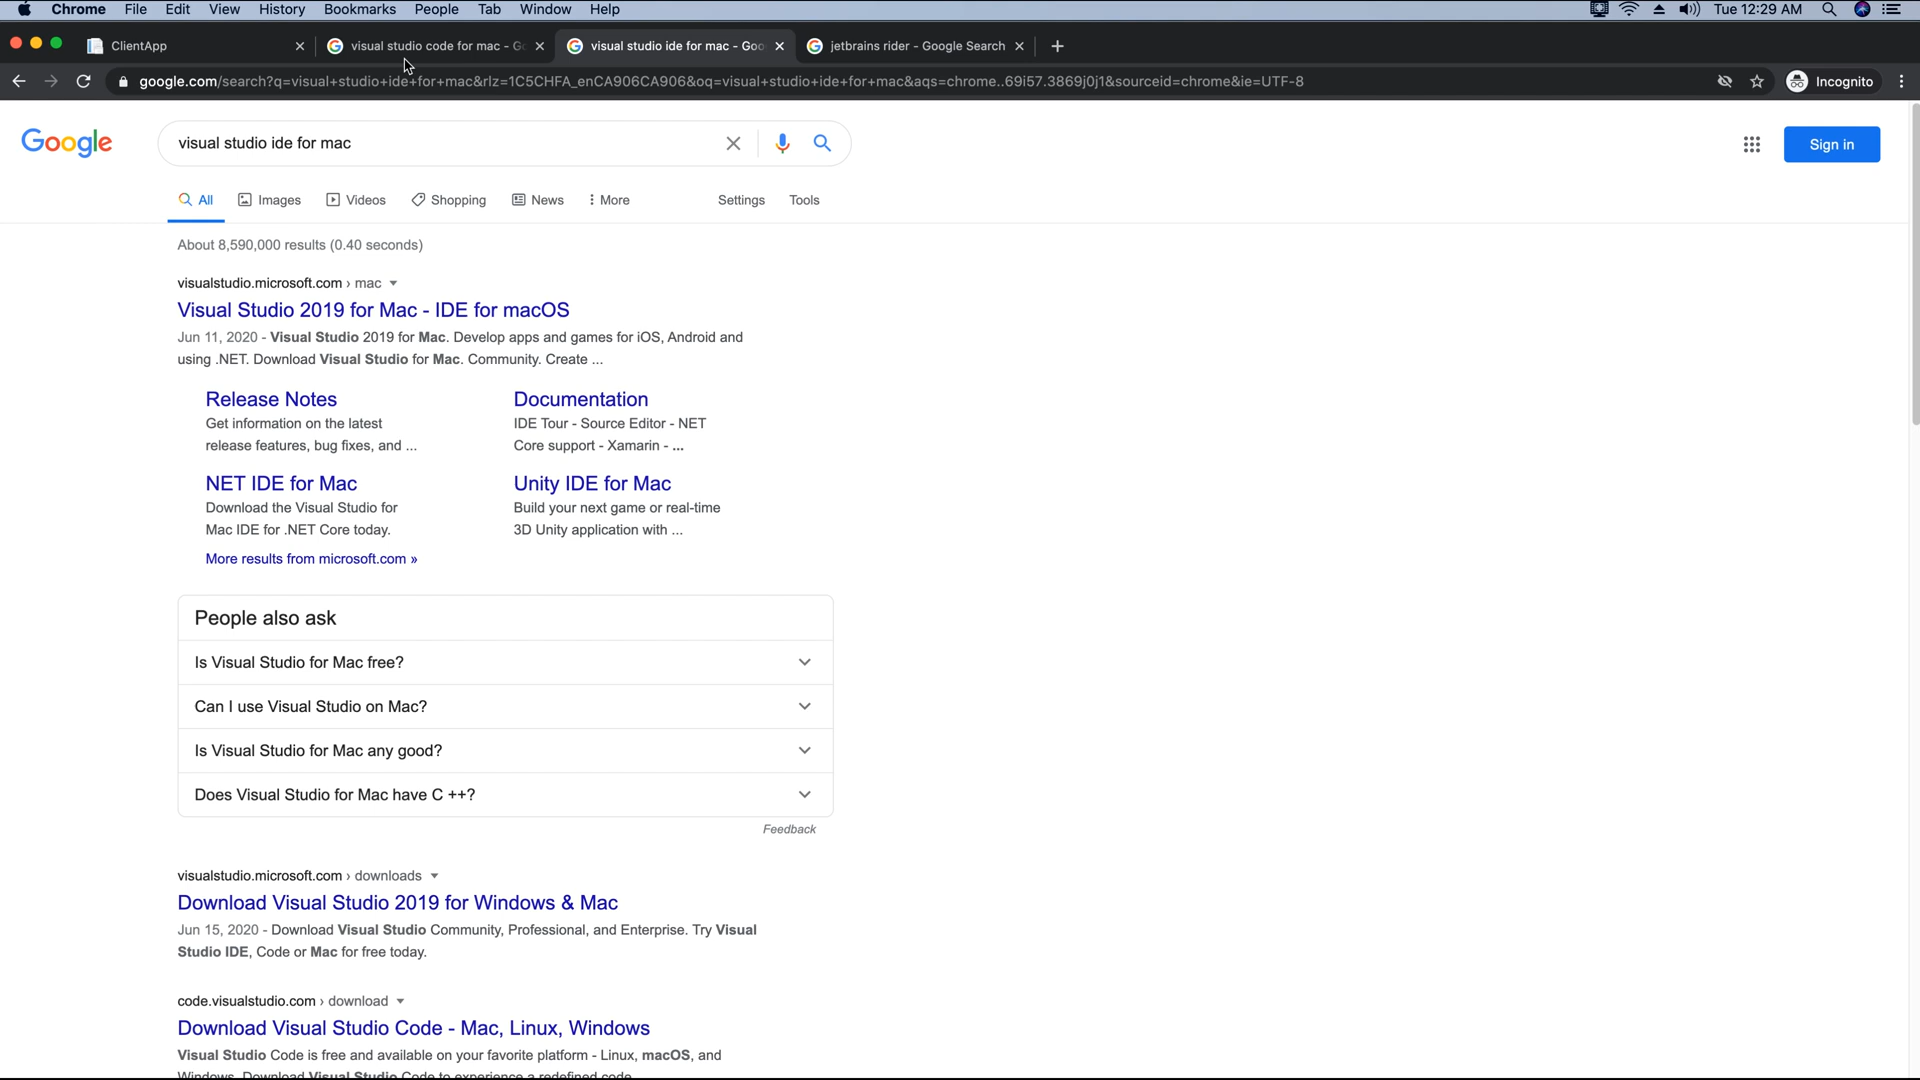 Chrome File Edit View History Bookmarks People Tab Window Help Tue 12:29 AM
ClientApp visual studio code for mac - Go visual studio ide for mac - Goo jetbrains rider - Google Search
google.com/search?q=visual+studio+ide+for+mac&rlz=1C5CHFA_enCA906CA906&oq=visual+studio+ide+for+mac&aqs=chrome..69i57.3869j0j1&sourceid=chrome&ie=UTF-8 Incognito
Google visual studio ide for mac Sign in
All Images Videos Shopping News More Settings Tools
About 8,590,000 results (0.40 seconds)
visualstudio.microsoft.com › mac
Visual Studio 2019 for Mac - IDE for macOS
Jun 11, 2020 - Visual Studio 2019 for Mac. Develop apps and games for iOS, Android and
using .NET. Download Visual Studio for Mac. Community. Create ...
Release Notes
Get information on the latest
release features, bug fixes, and ...
Documentation
IDE Tour - Source Editor - NET
Core support - Xamarin - ...
NET IDE for Mac
Download the Visual Studio for
Mac IDE for .NET Core today.
Unity IDE for Mac
Build your next game or real-time
3D Unity application with ...
More results from microsoft.com »
People also ask
Is Visual Studio for Mac free?
Can I use Visual Studio on Mac?
Is Visual Studio for Mac any good?
Does Visual Studio for Mac have C ++?
Feedback
visualstudio.microsoft.com › downloads
Download Visual Studio 2019 for Windows & Mac
Jun 15, 2020 - Download Visual Studio Community, Professional, and Enterprise. Try Visual
Studio IDE, Code or Mac for free today.
code.visualstudio.com › download
Download Visual Studio Code - Mac, Linux, Windows
Visual Studio Code is free and available on your favorite platform - Linux, macOS, and
Windows. Download Visual Studio Code to experience a redefined code